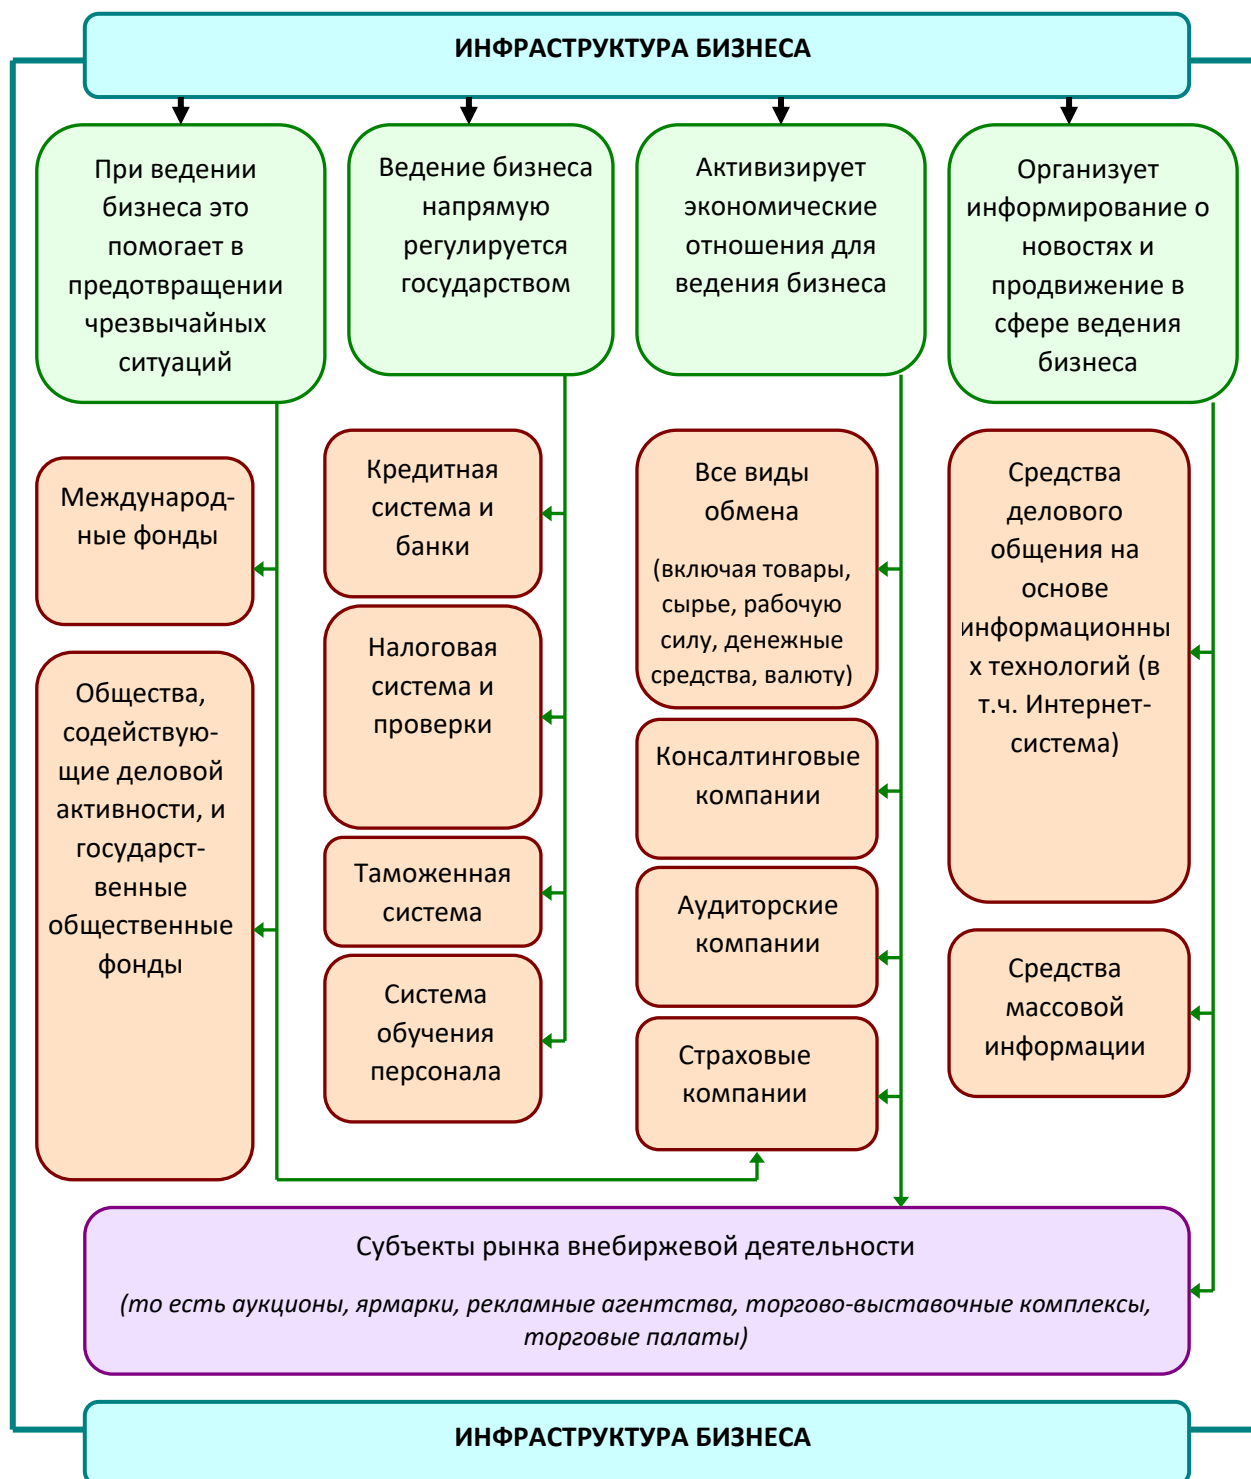 ИНФРАСТРУКТУРА БИЗНЕСА
При ведении
бизнеса это
помогает в
предотвращении
чрезвычайных
ситуаций
Ведение бизнеса
напрямую
регулируется
государством
Активизирует
экономические
отношения для
ведения бизнеса
Организует
информирование о
новостях и
продвижение в
сфере ведения
бизнеса
Международ-
ные фонды
Общества,
содействую-
щие деловой
активности, и
государст-
венные
общественные
фонды
Кредитная
система и
банки
Налоговая
система и
проверки
Таможенная
система
Система
обучения
персонала
Все виды
обмена
(включая товары,
сырье, рабочую
силу, денежные
средства, валюту)
Консалтинговые
компании
Аудиторские
компании
Страховые
компании
Средства
делового
общения на
основе
информационны
х технологий (в
т.ч. Интернет-
система)
Средства
массовой
информации
Субъекты рынка внебиржевой деятельности
(то есть аукционы, ярмарки, рекламные агентства, торгово-выставочные комплексы,
торговые палаты)
ИНФРАСТРУКТУРА БИЗНЕСА